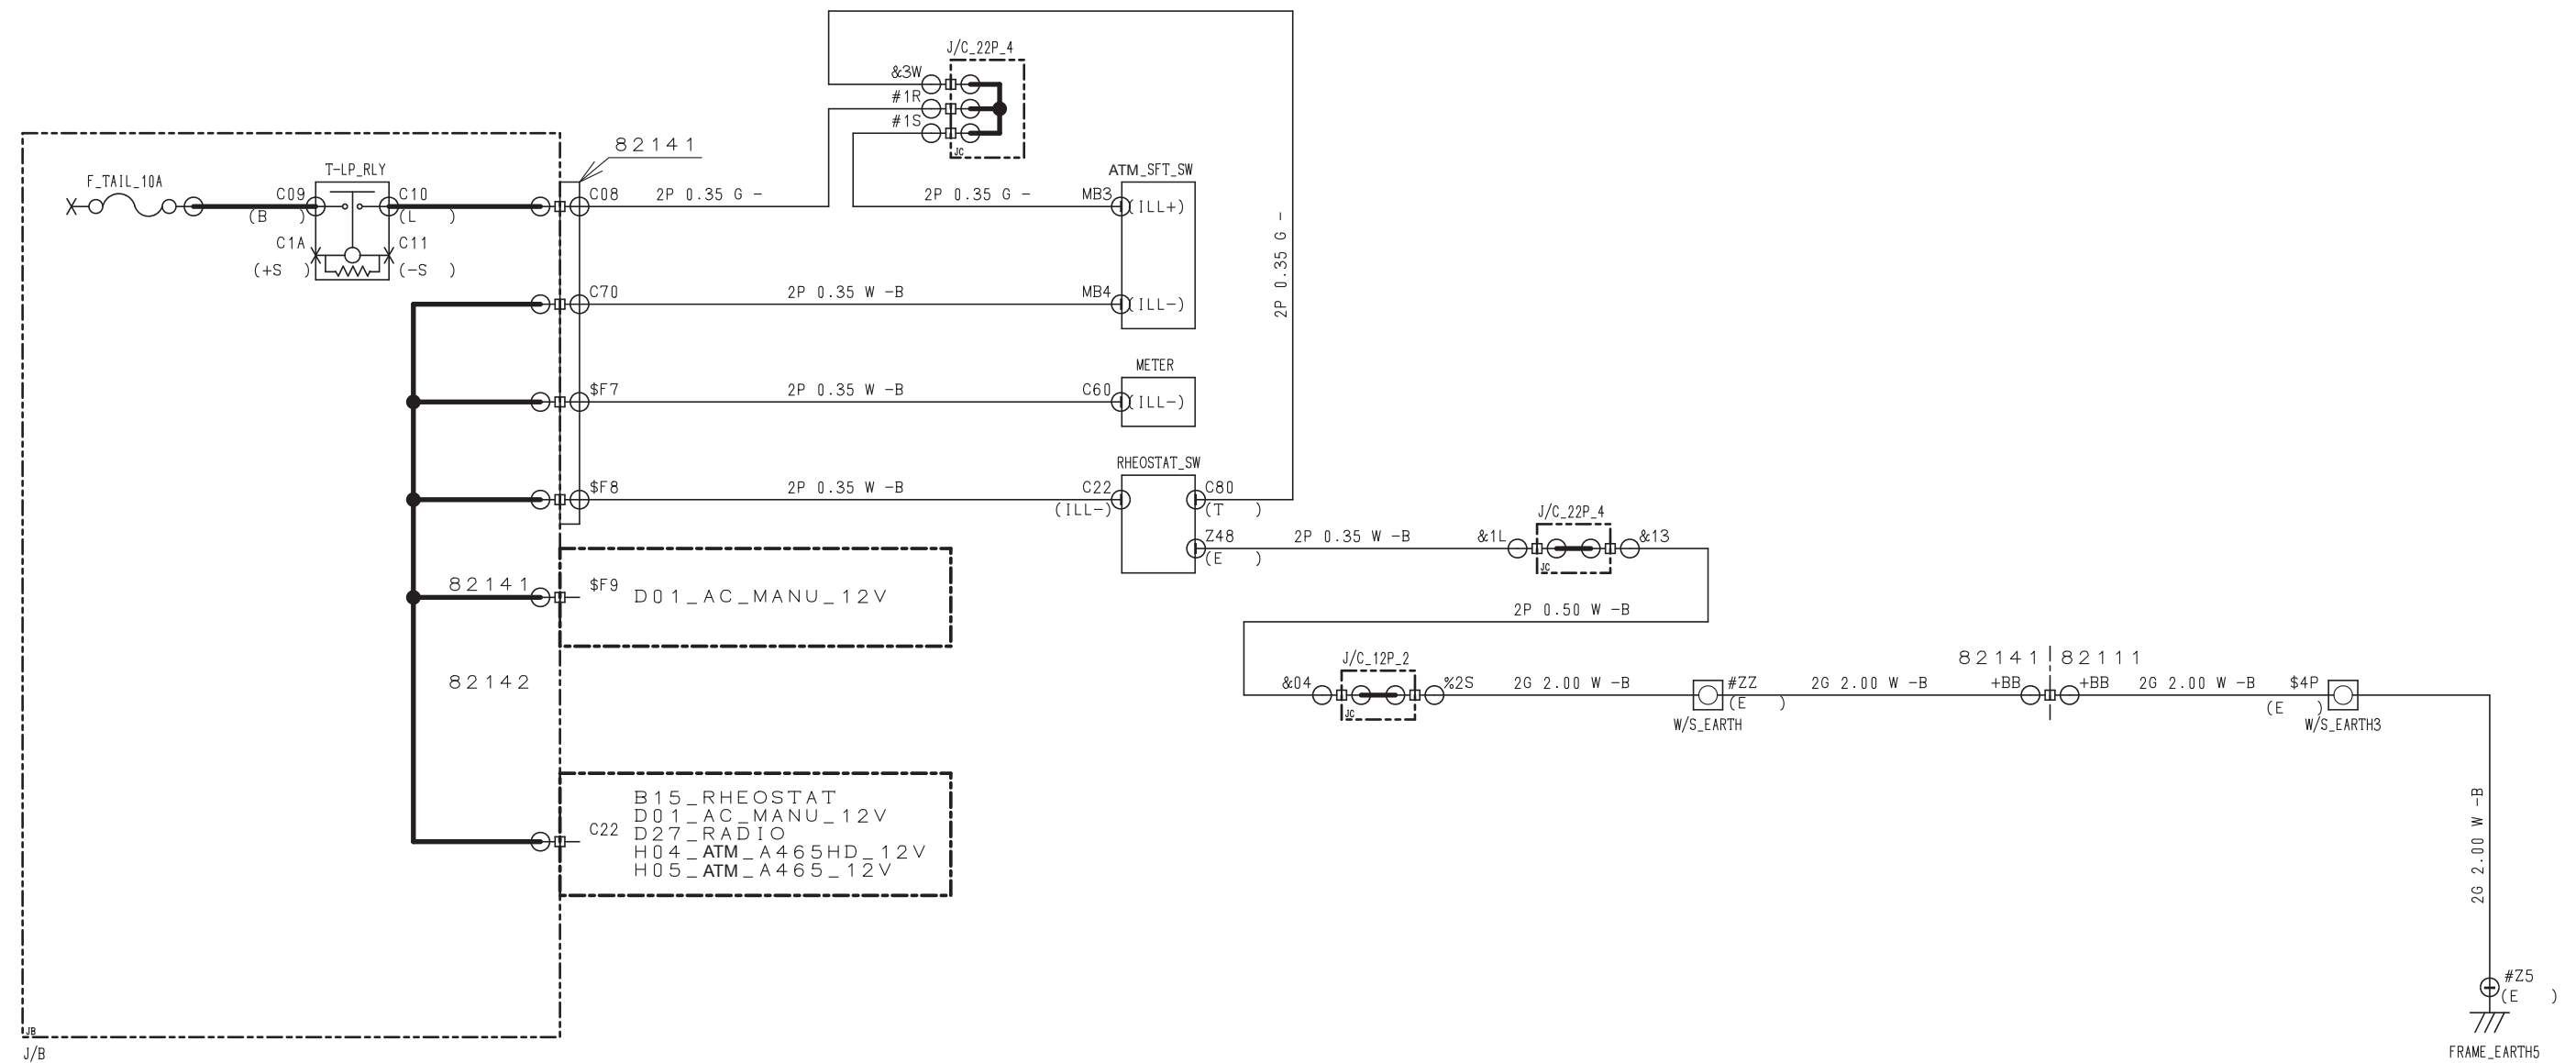 J/C_22P_4
&3W
#1R
#1S
JC
82141
F_TAIL_10A
T-LP_RLY
C09
(B )
C10
(L )
C1A
(+S )
C11
(-S )
C08
2P 0.35 G -
2P 0.35 G -
MB3
ATM_SFT_SW
(ILL+)
2P 0.35 G -
C70
2P 0.35 W -B
MB4
(ILL-)
METER
$F7
2P 0.35 W -B
C60
(ILL-)
RHEOSTAT_SW
$F8
2P 0.35 W -B
C22
(ILL-)
C80
(T )
Z48
(E )
2P 0.35 W -B
&1L
J/C_22P_4
JC
&13
2P 0.50 W -B
82141
$F9
D01_AC_MANU_12V
82142
&04
J/C_12P_2
JC
%2S
2G 2.00 W -B
#ZZ
(E )
W/S_EARTH
2G 2.00 W -B
82141
82111
+BB
+BB
2G 2.00 W -B
$4P
(E )
W/S_EARTH3
2G 2.00 W -B
C22
B15_RHEOSTAT
D01_AC_MANU_12V
D27_RADIO
H04_ATM_A465HD_12V
H05_ATM_A465_12V
#Z5
(E )
FRAME_EARTH5
JB
J/B